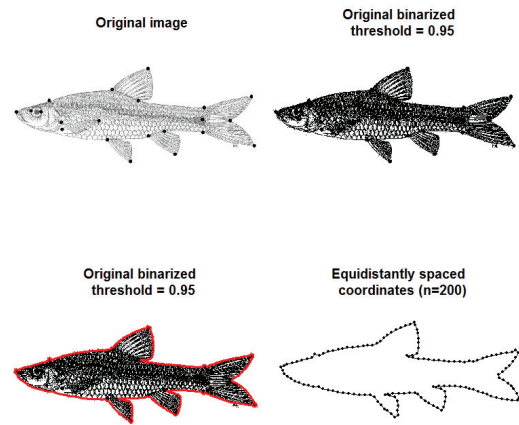 Original image
Original binarized
threshold = 0.95
Original binarized
threshold = 0.95
Equidistantly spaced
coordinates (n=200)